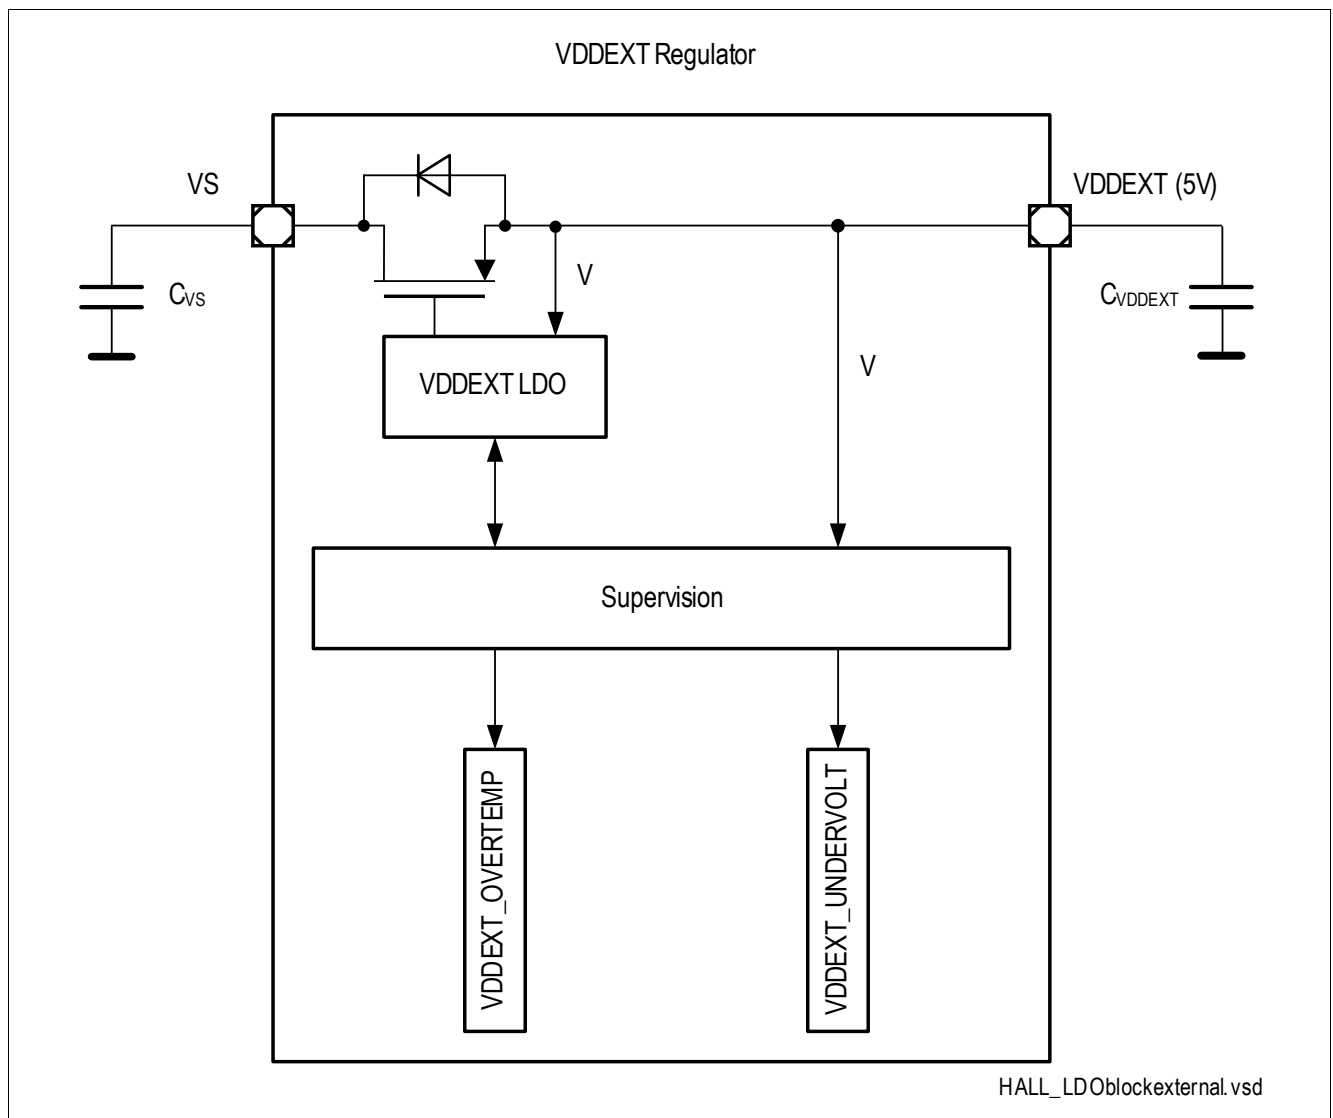 VDDEXT Regulator
VS
VDDEXT (5V)
V
CVS
CVDDEXT
V
VDDEXT LDO
Supervision
VDDEXT_OVERTEMP
VDDEXT_UNDERVOLT
HALL_LDOblockexternal.vsd